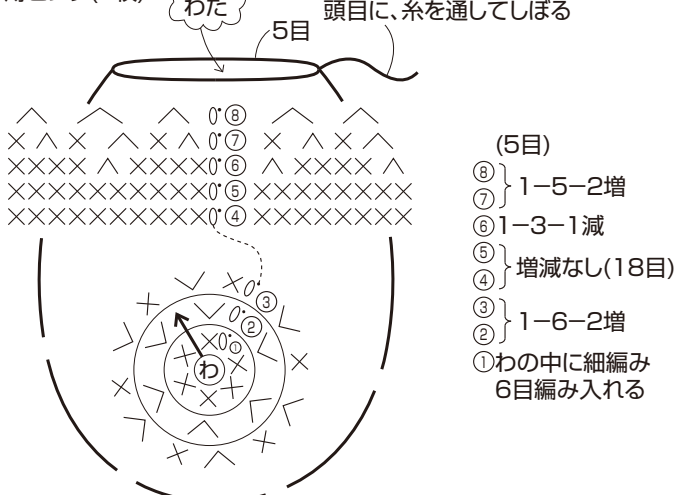 わた
頭目に、糸を通してしぼる
5目
⑧
⑦
⑥
⑤
④
③
②
①
わ
(5目)
⑧
⑦ 1−5−2増
⑥1−3−1減
⑤
④ 増減なし(18目)
③
② 1−6−2増
①わの中に細編み
6目編み入れる